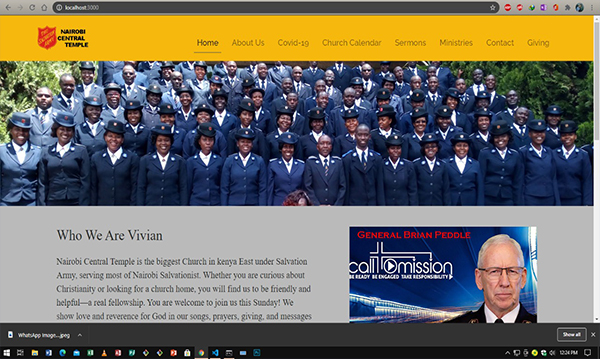 localhost:3000
THE SALVATION ARMY
NAIROBI
CENTRAL
TEMPLE
Home About Us Covid-19 Church Calendar Sermons Ministries Contact Giving
Who We Are Vivian
Nairobi Central Temple is the biggest Church in kenya East under Salvation
Army, serving most of Nairobi Salvationist. Whether you are curious about
Christianity or looking for a church home, you will find us to be friendly and
helpful—a real fellowship. You are welcome to join us this Sunday! We
show love and reverence for God in our songs, prayers, giving, and messages
GENERAL BRIAN PEDDLE
call mission
BE READY BE ENGAGED TAKE RESPONSIBILITY
WhatsApp Image....jpeg
Show all
12:24 PM